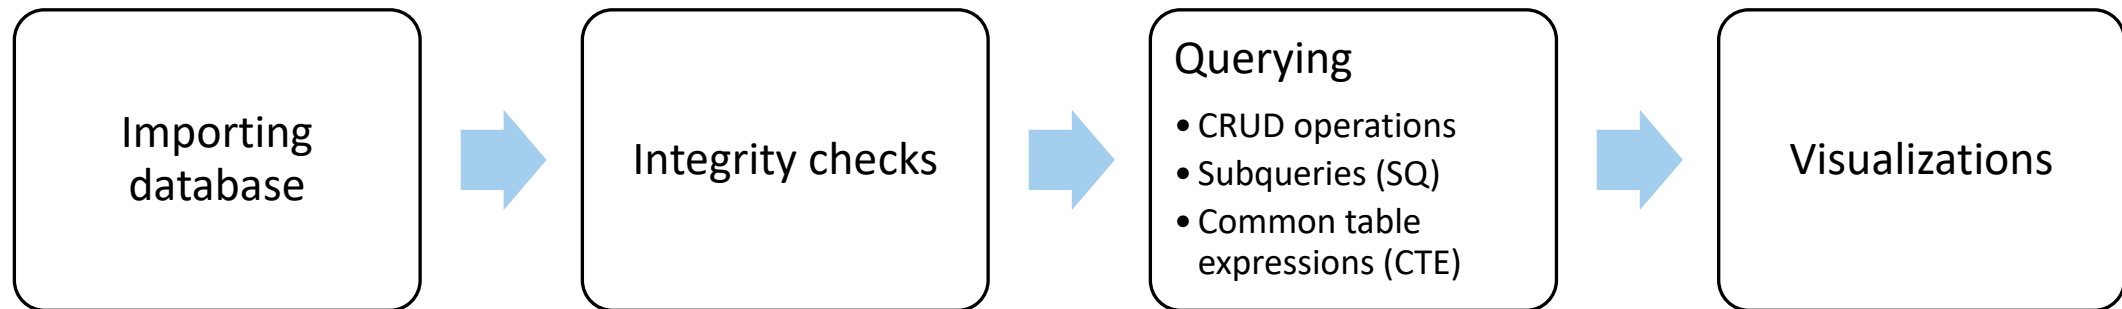 Importing
database
Integrity checks
Querying
• CRUD operations
• Subqueries (SQ)
• Common table
expressions (CTE)
Visualizations